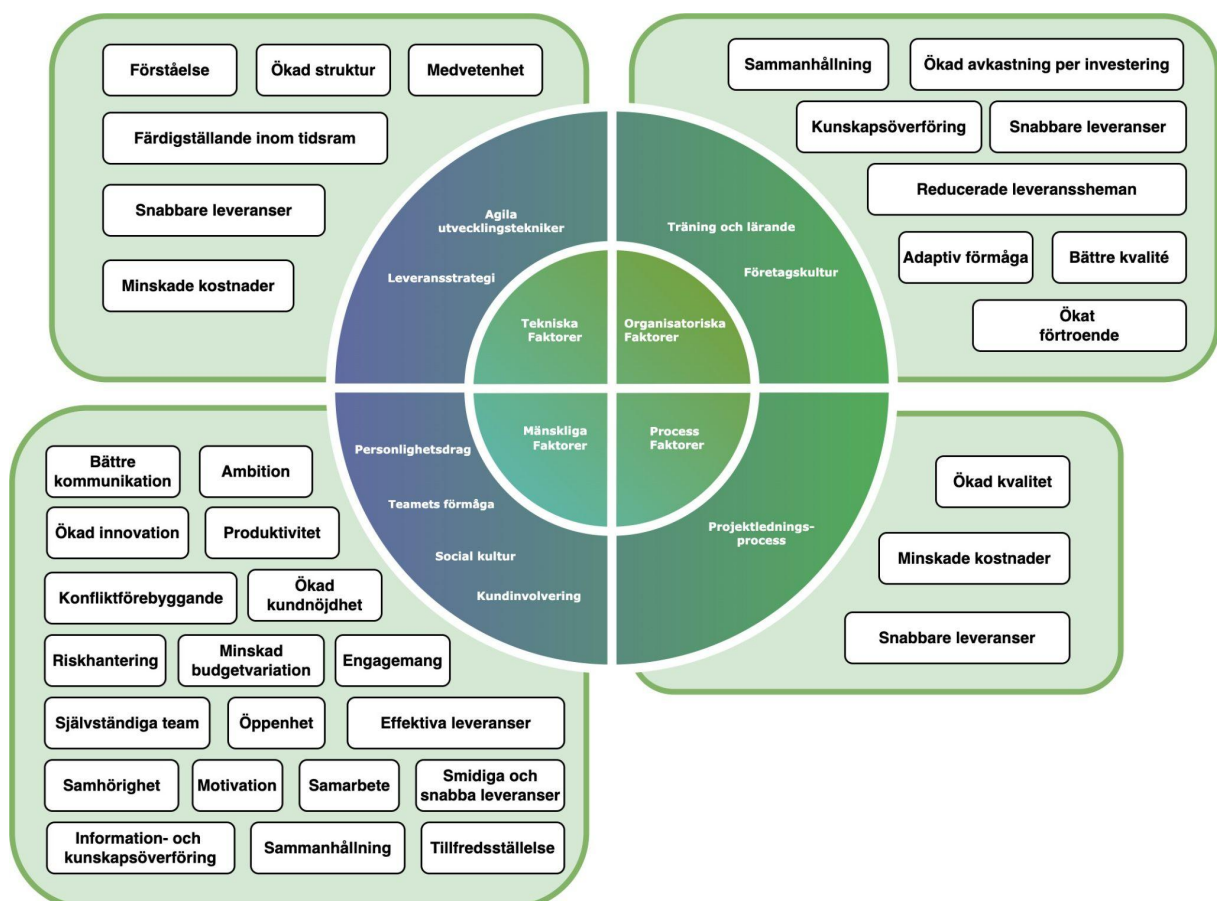 Förståelse
Ökad struktur
Medvetenhet
Färdigställande inom tidsram
Snabbare leveranser
Minskade kostnader
Agila
utvecklingstekniker
Leveransstrategi
Tekniska
Faktorer
Sammanhållning
Ökad avkastning per investering
Kunskapsöverföring
Snabbare leveranser
Reducerade leveranssheman
Adaptiv förmåga
Bättre kvalité
Ökat
förtroende
Träning och lärande
Företagskultur
Organisatoriska
Faktorer
Mänskliga
Faktorer
Personlighetsdrag
Teamets förmåga
Social kultur
Kundinvolvering
Bättre
kommunikation
Ambition
Ökad innovation
Produktivitet
Konfliktförebyggande
Ökad
kundnöjdhet
Riskhantering
Minskad
budgetvariation
Engagemang
Självständiga team
Öppenhet
Effektiva leveranser
Samhörighet
Motivation
Samarbete
Smidiga och
snabba leveranser
Information- och
kunskapsöverföring
Sammanhållning
Tillfredsställelse
Process
Faktorer
Projektlednings-
process
Ökad kvalitet
Minskade kostnader
Snabbare leveranser